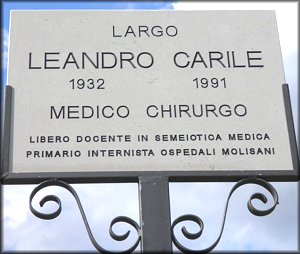 LARGO
LEANDRO CARILE
1932 1991
MEDICO CHIRURGO
LIBERO DOCENTE IN SEMEIOTICA MEDICA
PRIMARIO INTERNISTA OSPEDALI MOLISANI